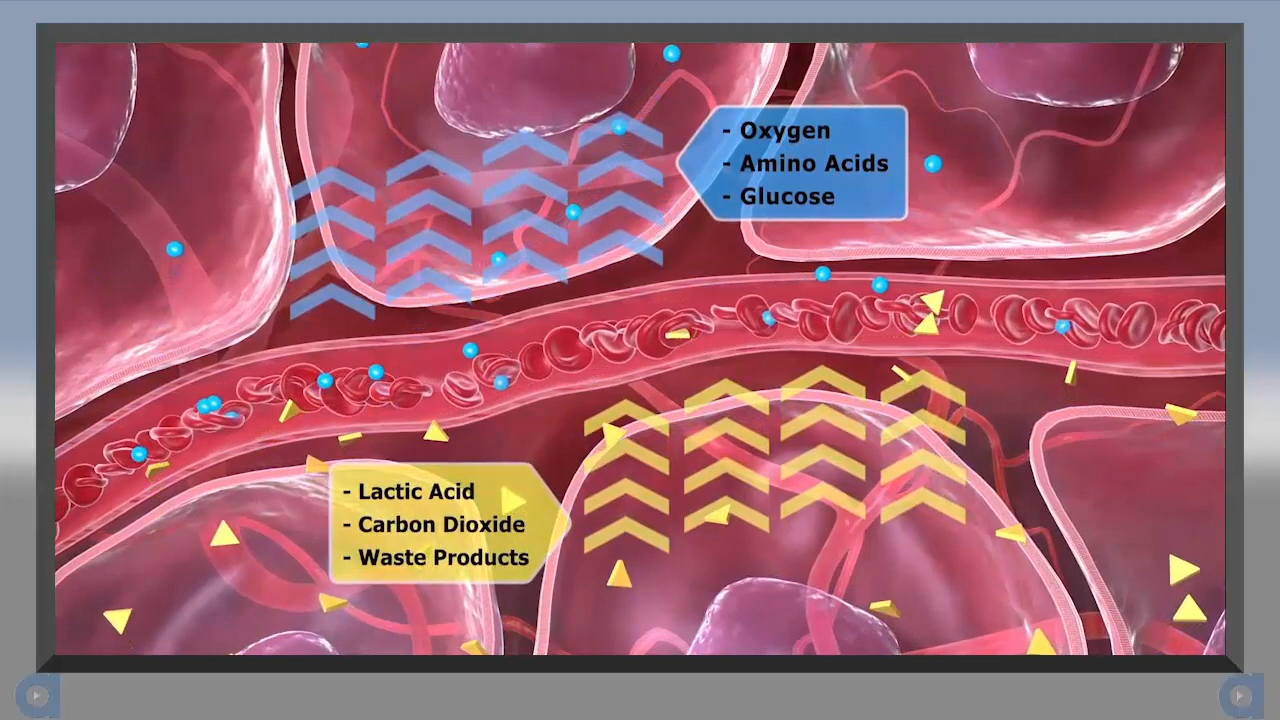 - Oxygen
- Amino Acids
- Glucose
- Lactic Acid
- Carbon Dioxide
- Waste Products